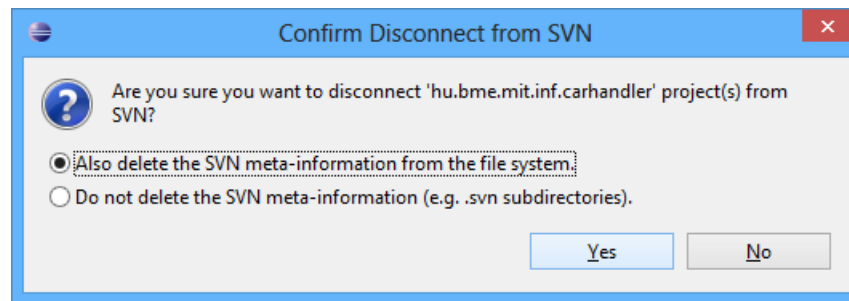 Confirm Disconnect from SVN
Are you sure you want to disconnect 'hu.bme.mit.inf.carhandler' project(s) from
SVN?
Also delete the SVN meta-information from the file system.
Do not delete the SVN meta-information (e.g. .svn subdirectories).
Yes No